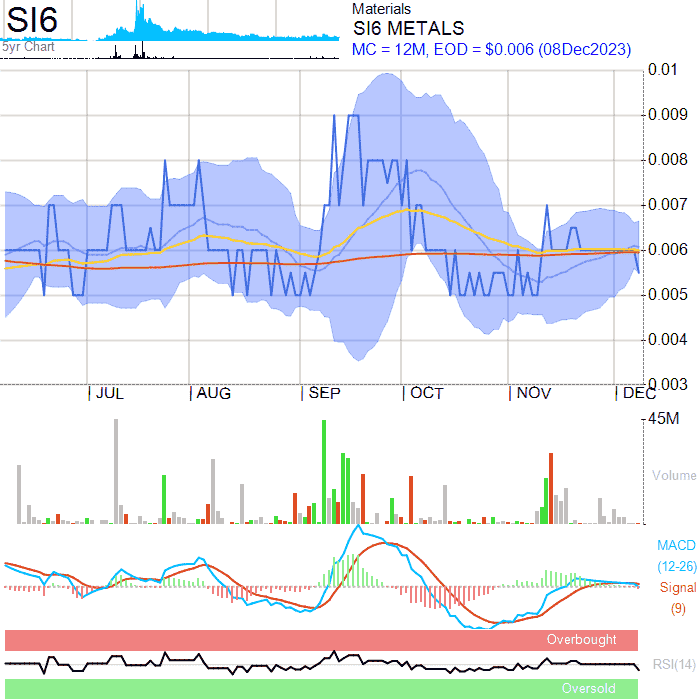 SI6
5yr Chart
Materials
SI6 METALS
MC = 12M, EOD = $0.006 (08Dec2023)
0.01
0.009
0.008
0.007
0.006
0.005
0.004
0.003
JUL AUG SEP OCT NOV DEC
45M
Volume
MACD
(12-26)
Signal
(9)
Overbought
RSI(14)
Oversold